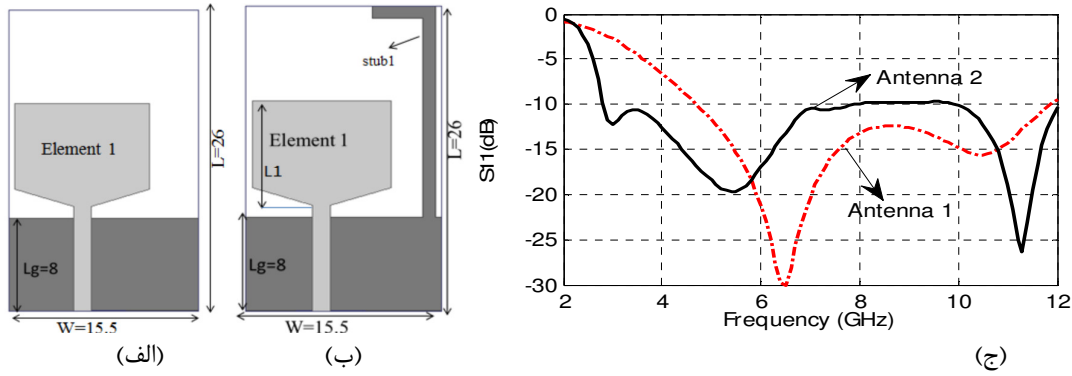 Element 1
Lg=8
W=15.5
L=26
(الف)
stub1
Element 1
L1
Lg=8
W=15.5
L=26
(ب)
S11(dB)
0
-5
-10
-15
-20
-25
-30
2
4
6
8
10
12
Frequency (GHz)
Antenna 2
Antenna 1
(ج)